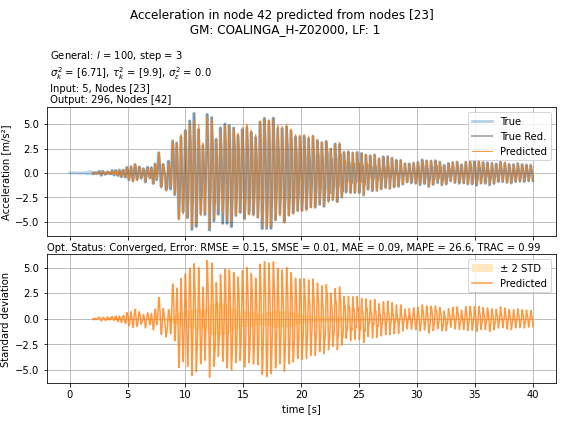 Acceleration in node 42 predicted from nodes [23]
GM: COALINGA_H-Z02000, LF: 1
General: l = 100, step = 3
σ²ₖ = [6.71], τ²ₖ = [9.9], σ²ε = 0.0
Input: 5, Nodes [23]
Output: 296, Nodes [42]
Acceleration [m/s²]
5.0
2.5
0.0
−2.5
−5.0
True
True Red.
Predicted
Opt. Status: Converged, Error: RMSE = 0.15, SMSE = 0.01, MAE = 0.09, MAPE = 26.6, TRAC = 0.99
Standard deviation
5.0
2.5
0.0
−2.5
−5.0
± 2 STD
Predicted
0 5 10 15 20 25 30 35 40
time [s]